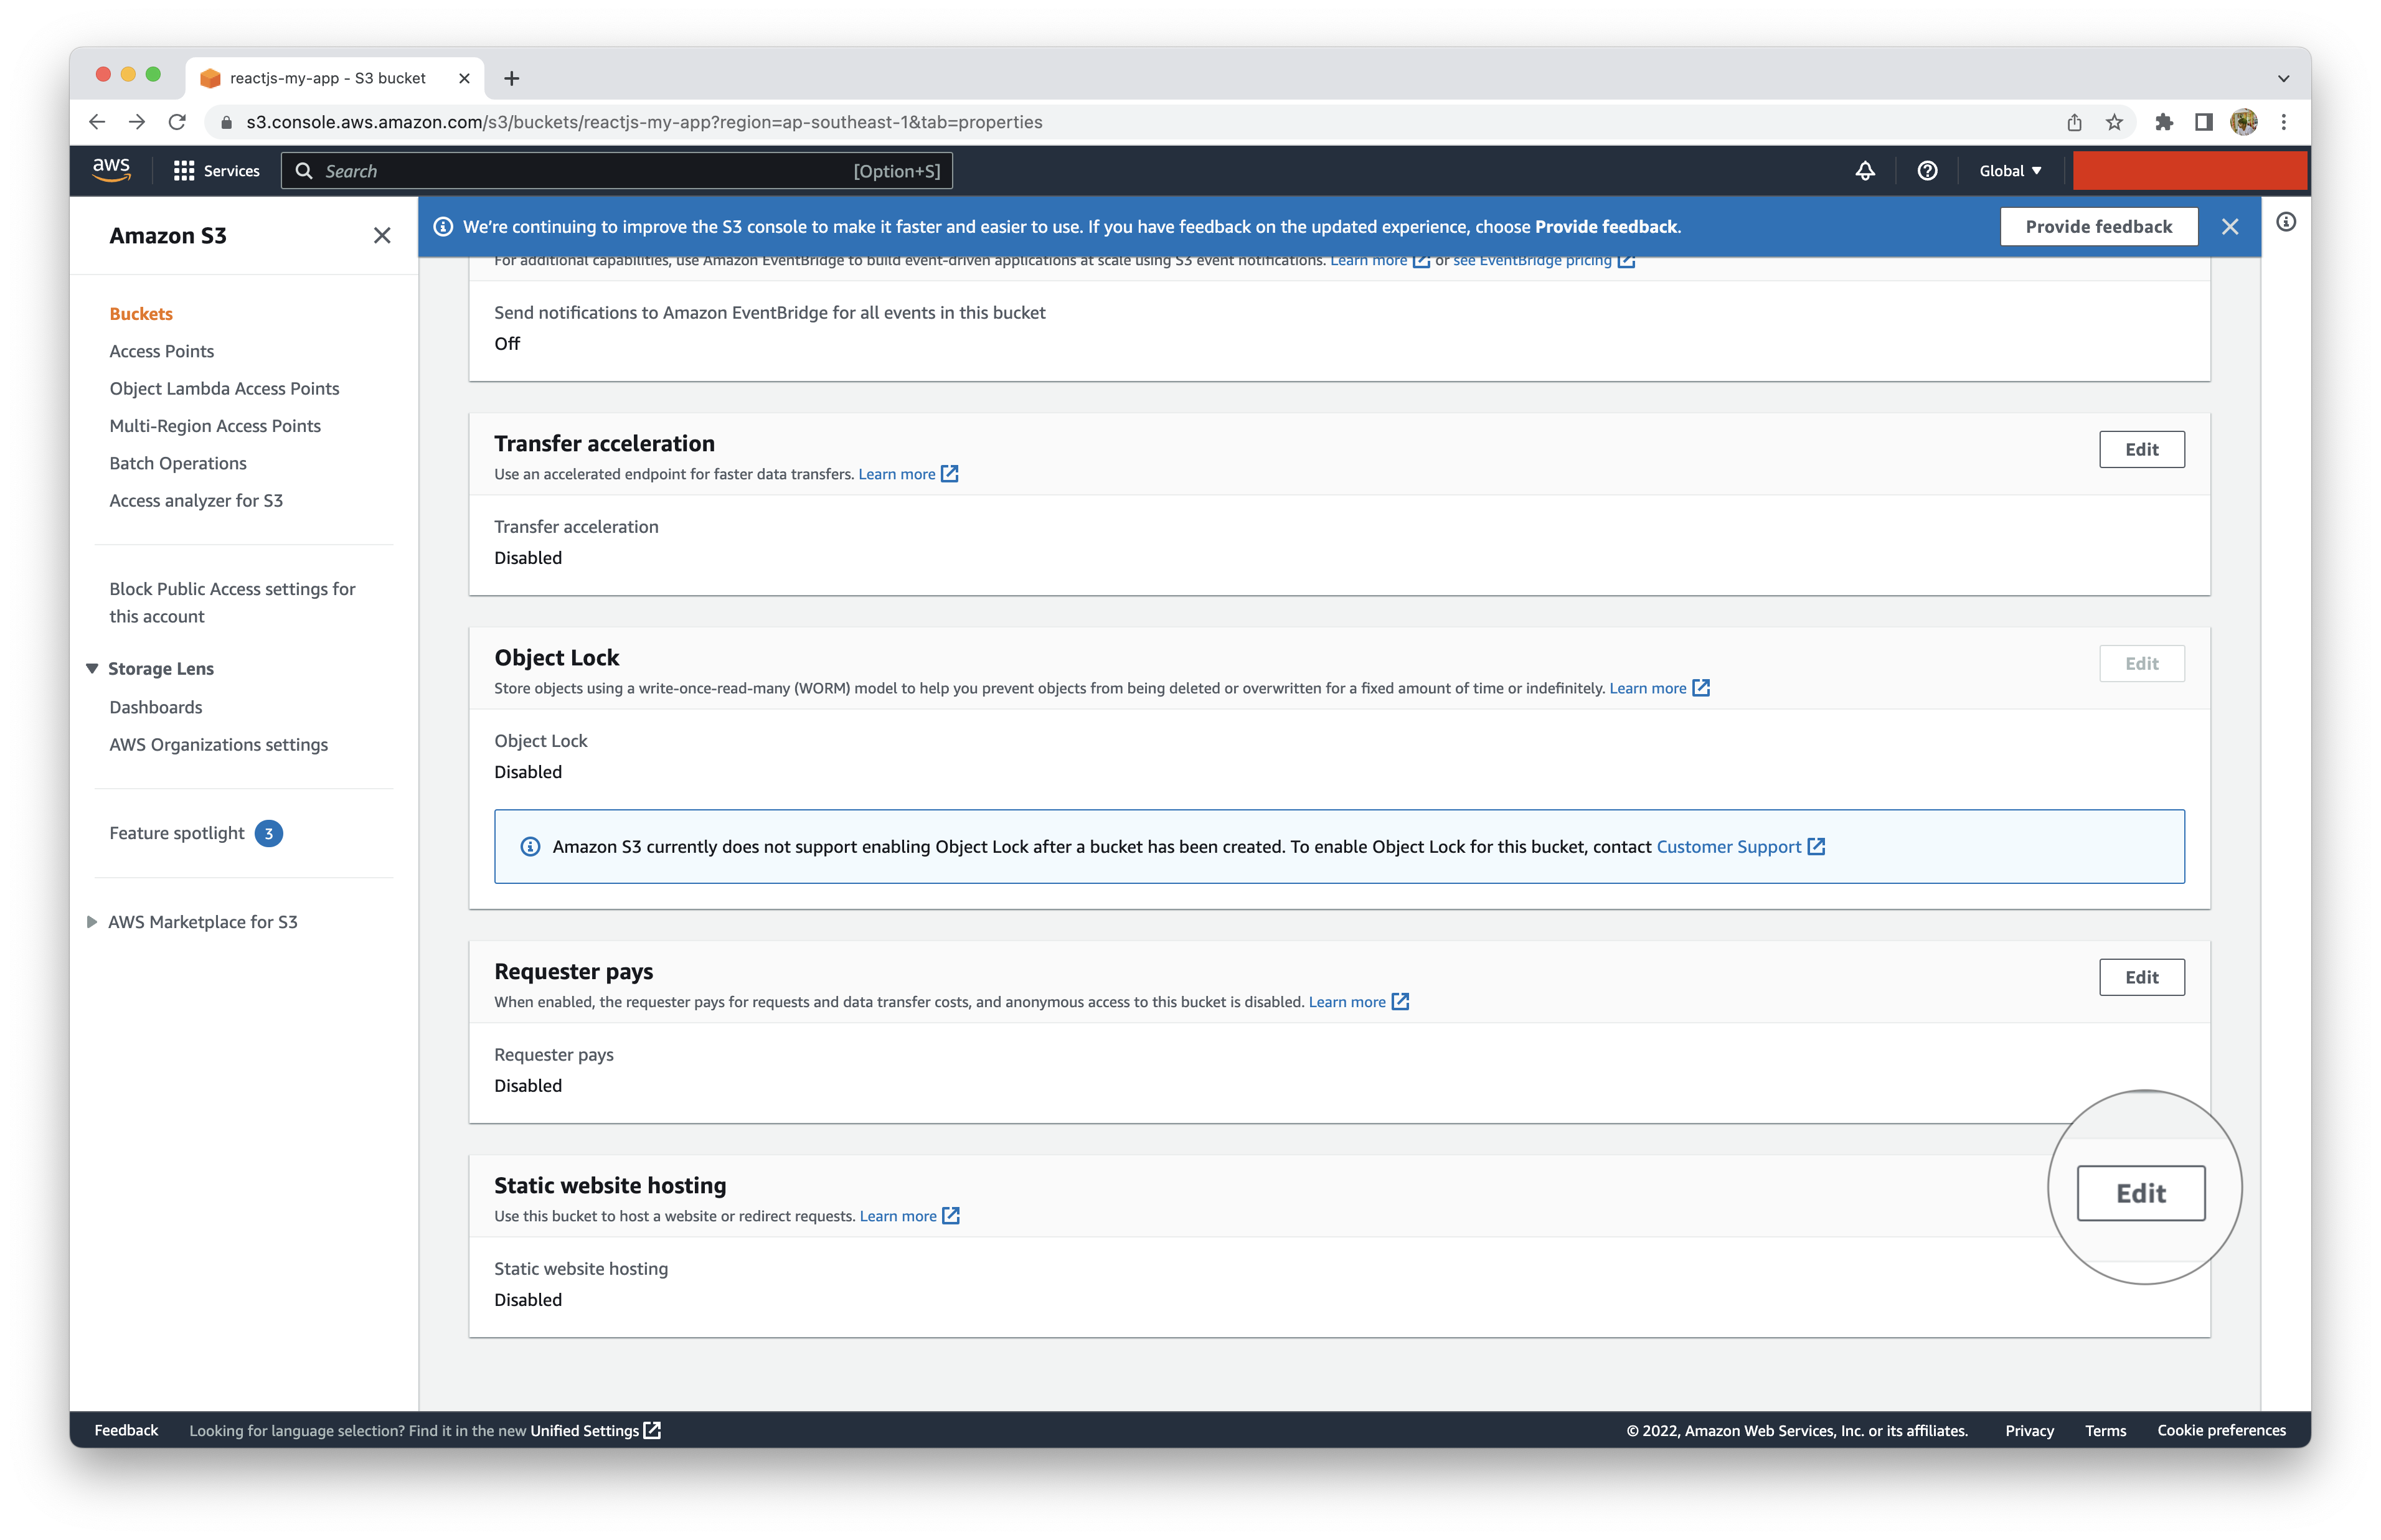 reactjs-my-app - S3 bucket
s3.console.aws.amazon.com/s3/buckets/reactjs-my-app?region=ap-southeast-1&tab=properties
aws
Services
Search
[Option+S]
Global
Amazon S3
We're continuing to improve the S3 console to make it faster and easier to use. If you have feedback on the updated experience, choose Provide feedback.
Provide feedback
Buckets
Access Points
Object Lambda Access Points
Multi-Region Access Points
Batch Operations
Access analyzer for S3
Block Public Access settings for
this account
Storage Lens
Dashboards
AWS Organizations settings
Feature spotlight 3
AWS Marketplace for S3
For additional capabilities, use Amazon EventBridge to build event-driven applications at scale using S3 event notifications. Learn more or see EventBridge pricing
Send notifications to Amazon EventBridge for all events in this bucket
Off
Transfer acceleration
Edit
Use an accelerated endpoint for faster data transfers. Learn more
Transfer acceleration
Disabled
Object Lock
Edit
Store objects using a write-once-read-many (WORM) model to help you prevent objects from being deleted or overwritten for a fixed amount of time or indefinitely. Learn more
Object Lock
Disabled
Amazon S3 currently does not support enabling Object Lock after a bucket has been created. To enable Object Lock for this bucket, contact Customer Support
Requester pays
Edit
When enabled, the requester pays for requests and data transfer costs, and anonymous access to this bucket is disabled. Learn more
Requester pays
Disabled
Static website hosting
Edit
Use this bucket to host a website or redirect requests. Learn more
Static website hosting
Disabled
Feedback
Looking for language selection? Find it in the new Unified Settings
© 2022, Amazon Web Services, Inc. or its affiliates.
Privacy
Terms
Cookie preferences